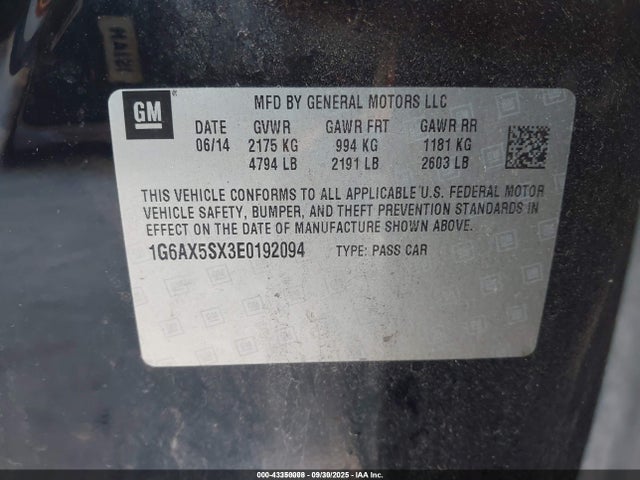 GM
MFD BY GENERAL MOTORS LLC
DATE GVWR GAWR FRT GAWR RR
06/14 2175 KG 994 KG 1181 KG
4794 LB 2191 LB 2603 LB
THIS VEHICLE CONFORMS TO ALL APPLICABLE U.S. FEDERAL MOTOR
VEHICLE SAFETY, BUMPER, AND THEFT PREVENTION STANDARDS IN
EFFECT ON THE DATE OF MANUFACTURE SHOWN ABOVE.
1G6AX5SX3E0192094 TYPE: PASS CAR
000-43350008 - 09/30/2025 - IAA Inc.